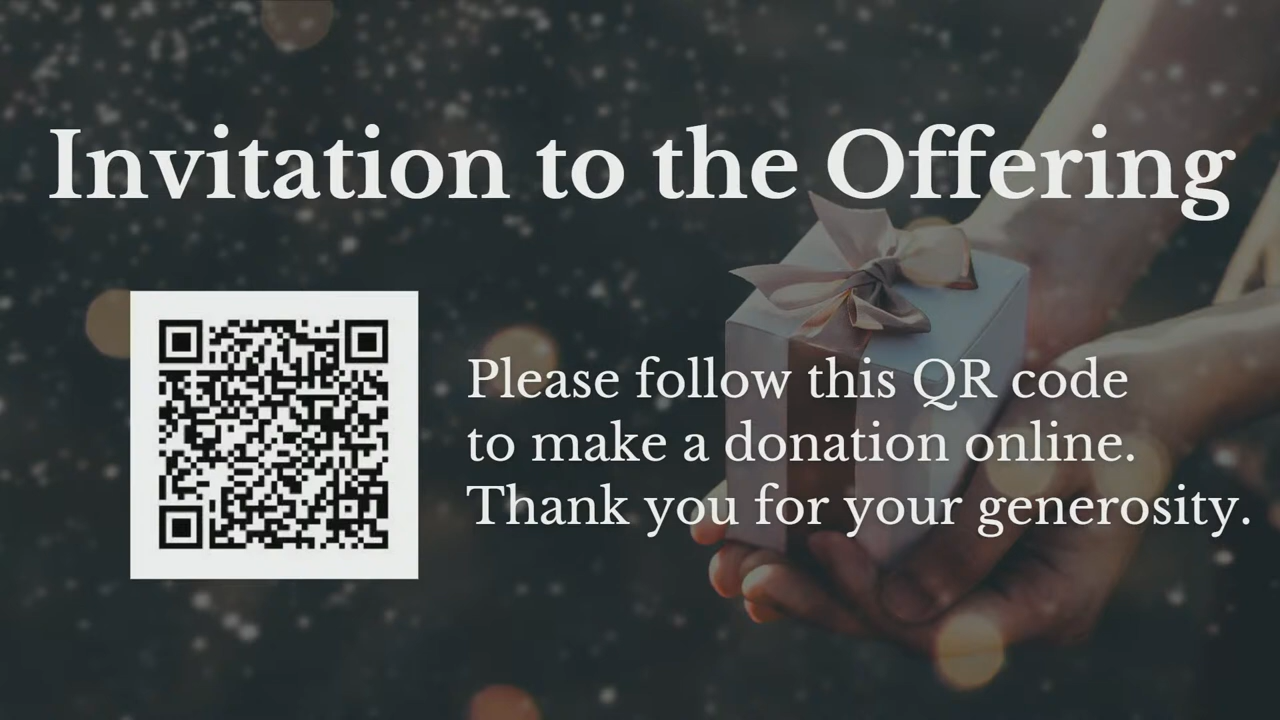 Invitation to the Offering
Please follow this QR code
to make a donation online.
Thank you for your generosity.